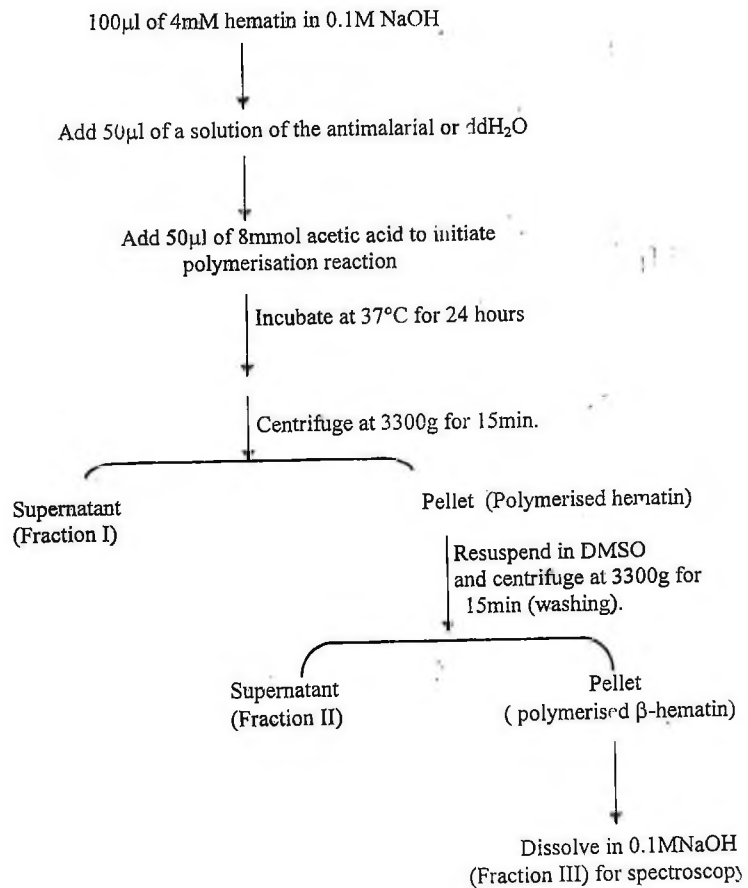 100µl of 4mM hematin in 0.1M NaOH
Add 50µl of a solution of the antimalarial or ddH₂O
Add 50µl of 8mmol acetic acid to initiate
polymerisation reaction
Incubate at 37°C for 24 hours
Centrifuge at 3300g for 15min.
Supernatant
(Fraction I)
Pellet (Polymerised hematin)
Resuspend in DMSO
and centrifuge at 3300g for
15min (washing).
Supernatant
(Fraction II)
Pellet
( polymerised β-hematin)
Dissolve in 0.1MNaOH
(Fraction III) for spectroscopy